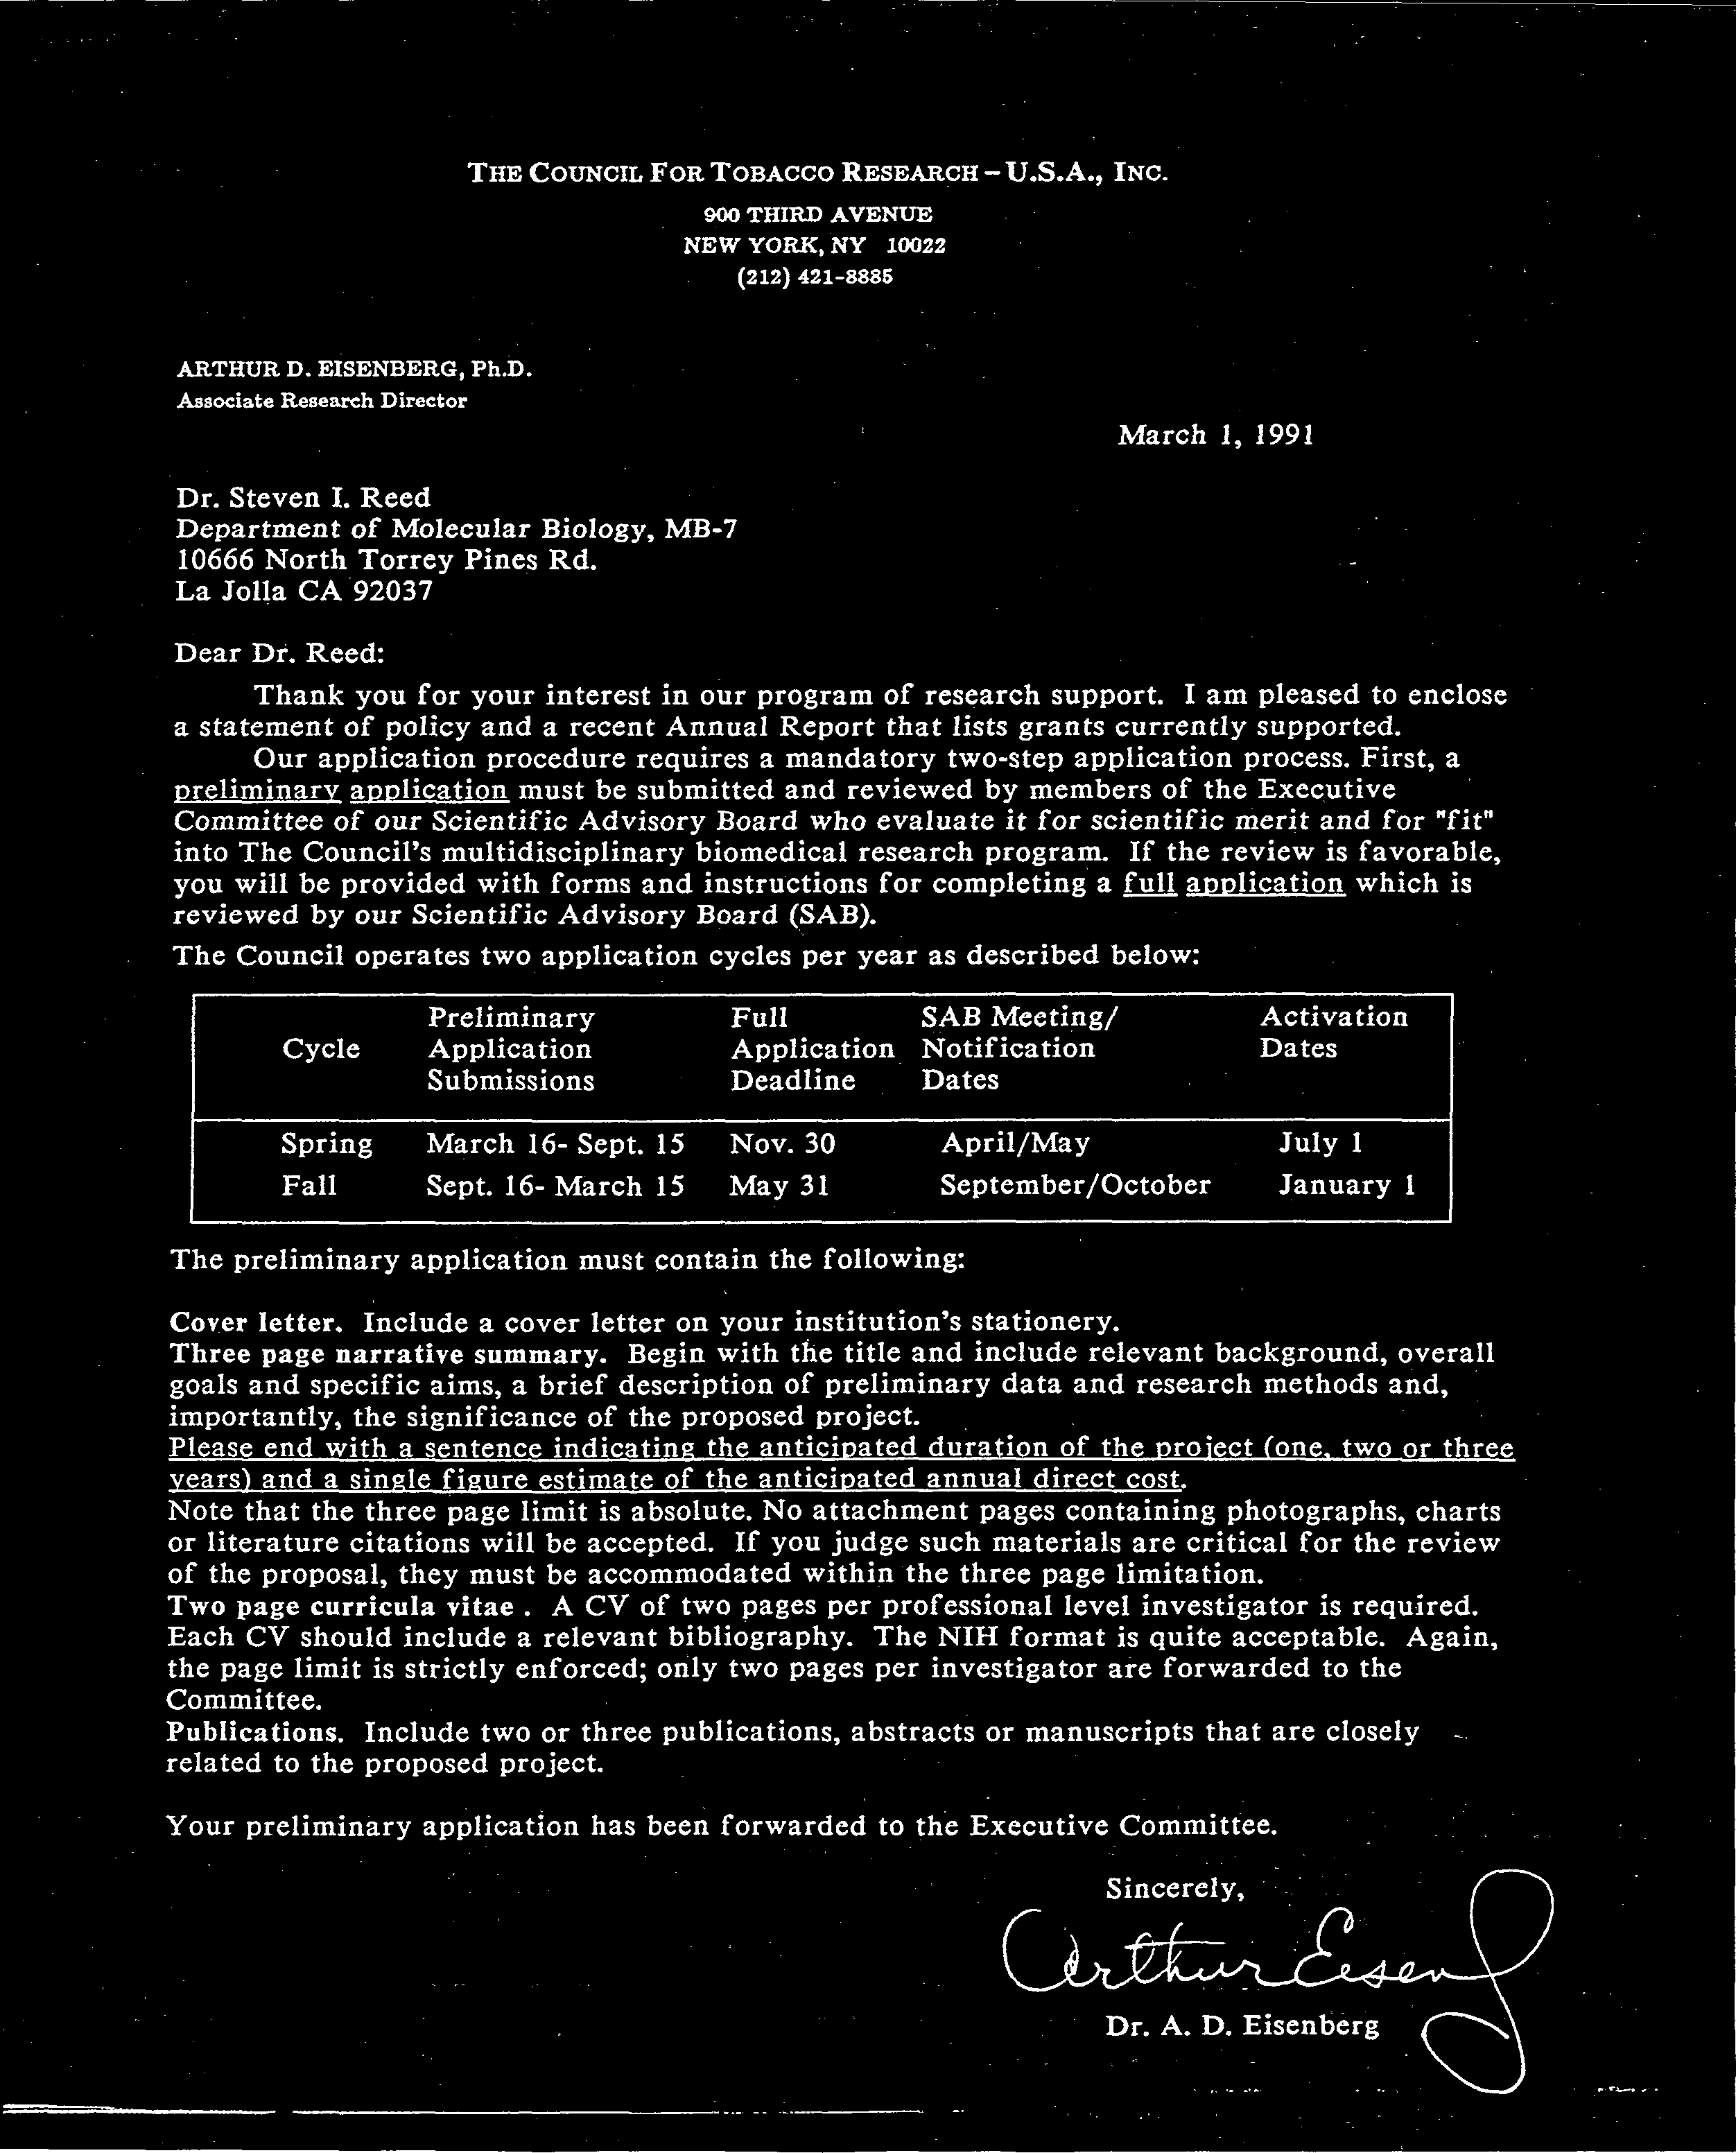 THE COUNCIL FOR TOBACCO RESEARCH – U.S.A., INC.
900 THIRD AVENUE
NEW YORK, NY 10022
(212) 421-8885
ARTHUR D. EISENBERG, Ph.D.
Associate Research Director
March 1, 1991
Dr. Steven I. Reed
Department of Molecular Biology, MB-7
10666 North Torrey Pines Rd.
La Jolla CA 92037
Dear Dr. Reed:
Thank you for your interest in our program of research support. I am pleased to enclose
a statement of policy and a recent Annual Report that lists grants currently supported.
Our application procedure requires a mandatory two-step application process. First, a
preliminary application must be submitted and reviewed by members of the Executive
Committee of our Scientific Advisory Board who evaluate it for scientific merit and for "fit"
into The Council's multidisciplinary biomedical research program. If the review is favorable,
you will be provided with forms and instructions for completing a full application which is
reviewed by our Scientific Advisory Board (SAB).
The Council operates two application cycles per year as described below:
Preliminary Full SAB Meeting/ Activation
Cycle Application Application Notification Dates
Submissions Deadline Dates
Spring March 16- Sept. 15 Nov. 30 April/May July 1
Fall Sept. 16- March 15 May 31 September/October January 1
The preliminary application must contain the following:
Cover letter. Include a cover letter on your institution's stationery.
Three page narrative summary. Begin with the title and include relevant background, overall
goals and specific aims, a brief description of preliminary data and research methods and,
importantly, the significance of the proposed project.
Please end with a sentence indicating the anticipated duration of the project (one, two or three
years) and a single figure estimate of the anticipated annual direct cost.
Note that the three page limit is absolute. No attachment pages containing photographs, charts
or literature citations will be accepted. If you judge such materials are critical for the review
of the proposal, they must be accommodated within the three page limitation.
Two page curricula vitae . A CV of two pages per professional level investigator is required.
Each CV should include a relevant bibliography. The NIH format is quite acceptable. Again,
the page limit is strictly enforced; only two pages per investigator are forwarded to the
Committee.
Publications. Include two or three publications, abstracts or manuscripts that are closely
related to the proposed project.
Your preliminary application has been forwarded to the Executive Committee.
Sincerely,
Arthur Eisenberg
Dr. A. D. Eisenberg